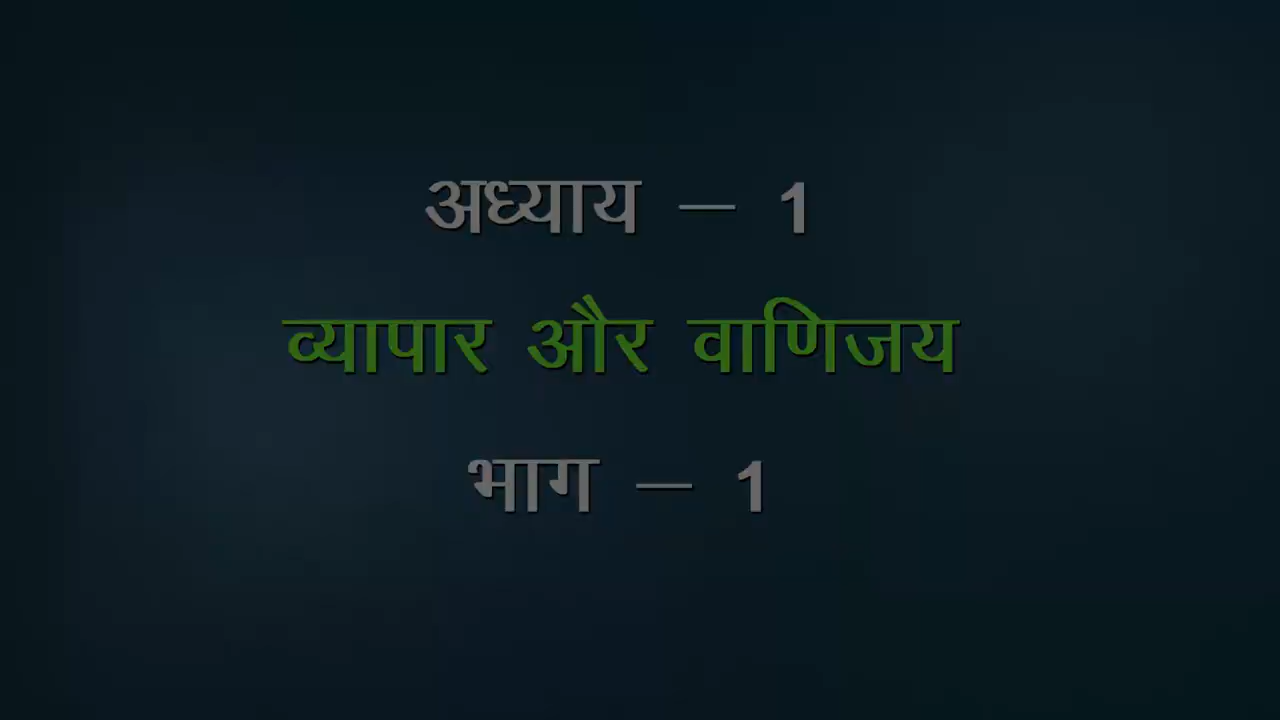 अध्याय – 1
व्यापार और वाणिजय
भाग – 1